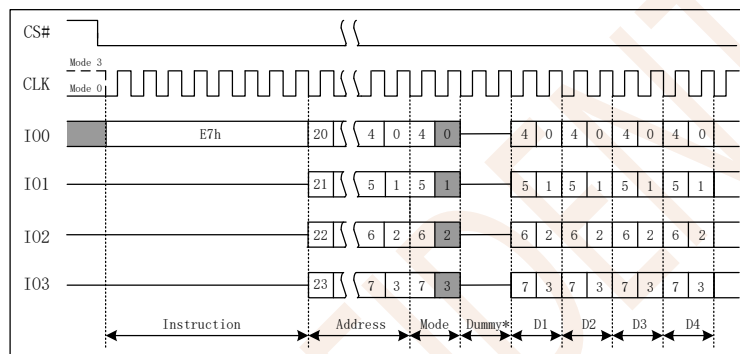 CS#
Mode 3
CLK
Mode 0
IO0 E7h 20 4 0 4 0 4 0 4 0 4 0 4 0
IO1 21 5 1 5 1 5 1 5 1 5 1 5 1
IO2 22 6 2 6 2 6 2 6 2 6 2 6 2
IO3 23 7 3 7 3 7 3 7 3 7 3 7 3
Instruction Address Mode Dummy* D1 D2 D3 D4